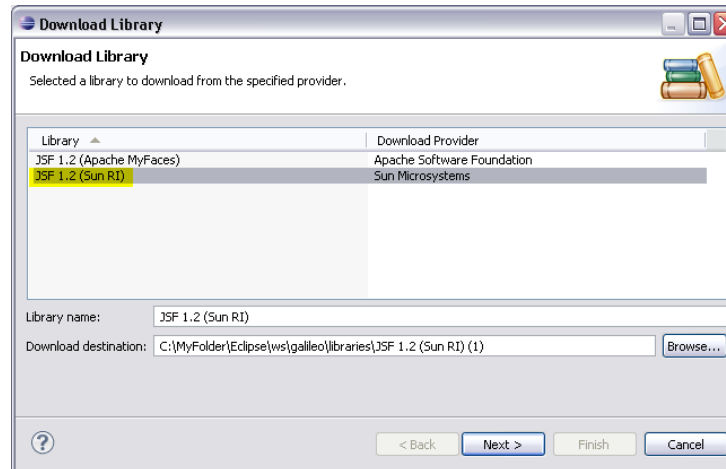 Download Library
Download Library
Selected a library to download from the specified provider.
Library Download Provider
JSF 1.2 (Apache MyFaces) Apache Software Foundation
JSF 1.2 (Sun RI) Sun Microsystems
Library name: JSF 1.2 (Sun RI)
Download destination: C:\MyFolder\Eclipse\ws\galileo\libraries\JSF 1.2 (Sun RI) (1) Browse...
? < Back Next > Finish Cancel